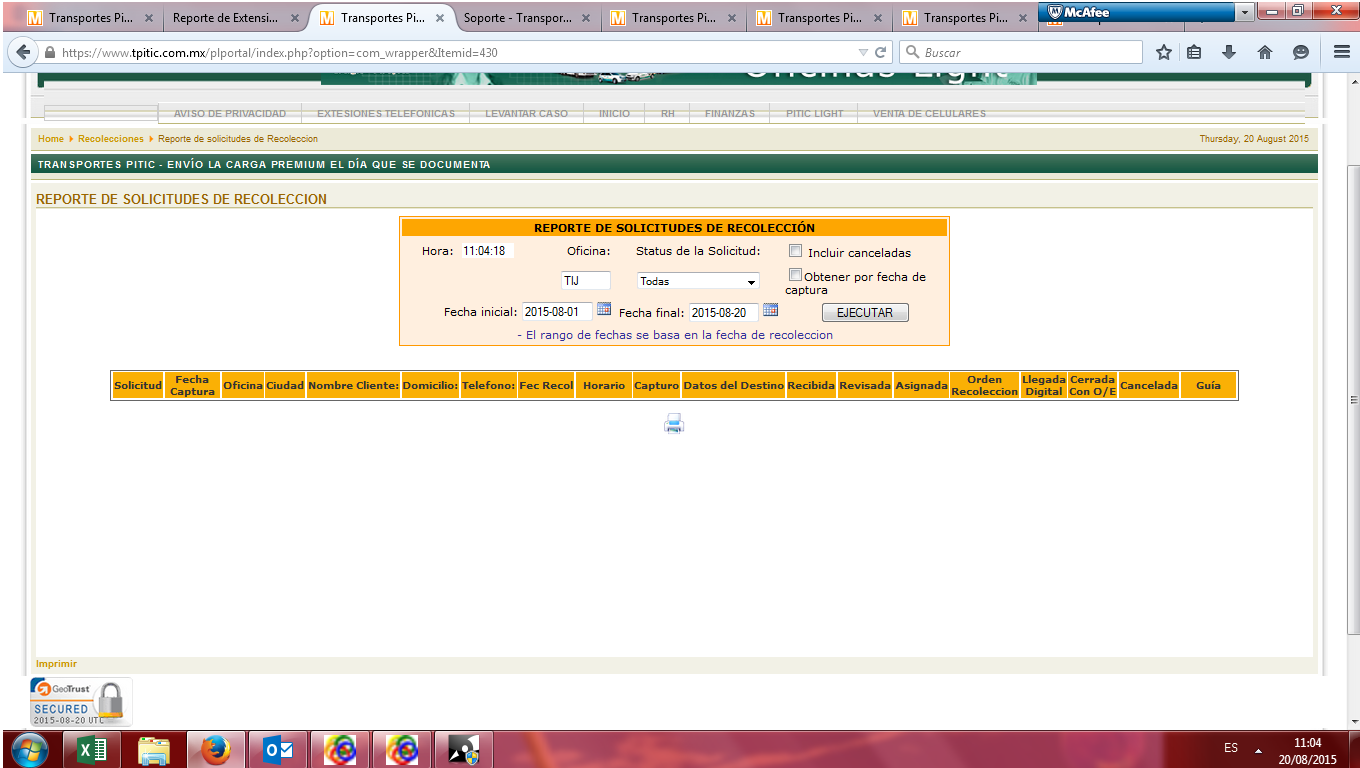 Transportes Pi...
Reporte de Extensi...
Transportes Piti...
Soporte - Transpor...
Transportes Pi...
Transportes Pi...
Transportes Pi...
McAfee
https://www.tpitic.com.mx/plportal/index.php?option=com_wrapper&Itemid=430
Buscar
Oficinas Light
AVISO DE PRIVACIDAD
EXTESIONES TELEFONICAS
LEVANTAR CASO
INICIO
RH
FINANZAS
PITIC LIGHT
VENTA DE CELULARES
Home Recolecciones Reporte de solicitudes de Recoleccion
Thursday, 20 August 2015
TRANSPORTES PITIC - ENVÍO LA CARGA PREMIUM EL DÍA QUE SE DOCUMENTA
REPORTE DE SOLICITUDES DE RECOLECCION
REPORTE DE SOLICITUDES DE RECOLECCIÓN
Hora: 11:04:18 Oficina: Status de la Solicitud: Incluir canceladas
TIJ Todas Obtener por fecha de captura
Fecha inicial: 2015-08-01 Fecha final: 2015-08-20 EJECUTAR
- El rango de fechas se basa en la fecha de recoleccion
Solicitud
Fecha Captura
Oficina
Ciudad
Nombre Cliente:
Domicilio:
Telefono:
Fec Recol
Horario
Capturo
Datos del Destino
Recibida
Revisada
Asignada
Orden Recoleccion
Llegada Digital
Cerrada Con O/E
Cancelada
Guía
Imprimir
GeoTrust
SECURED
2015-08-20 UTC
ES
11:04
20/08/2015